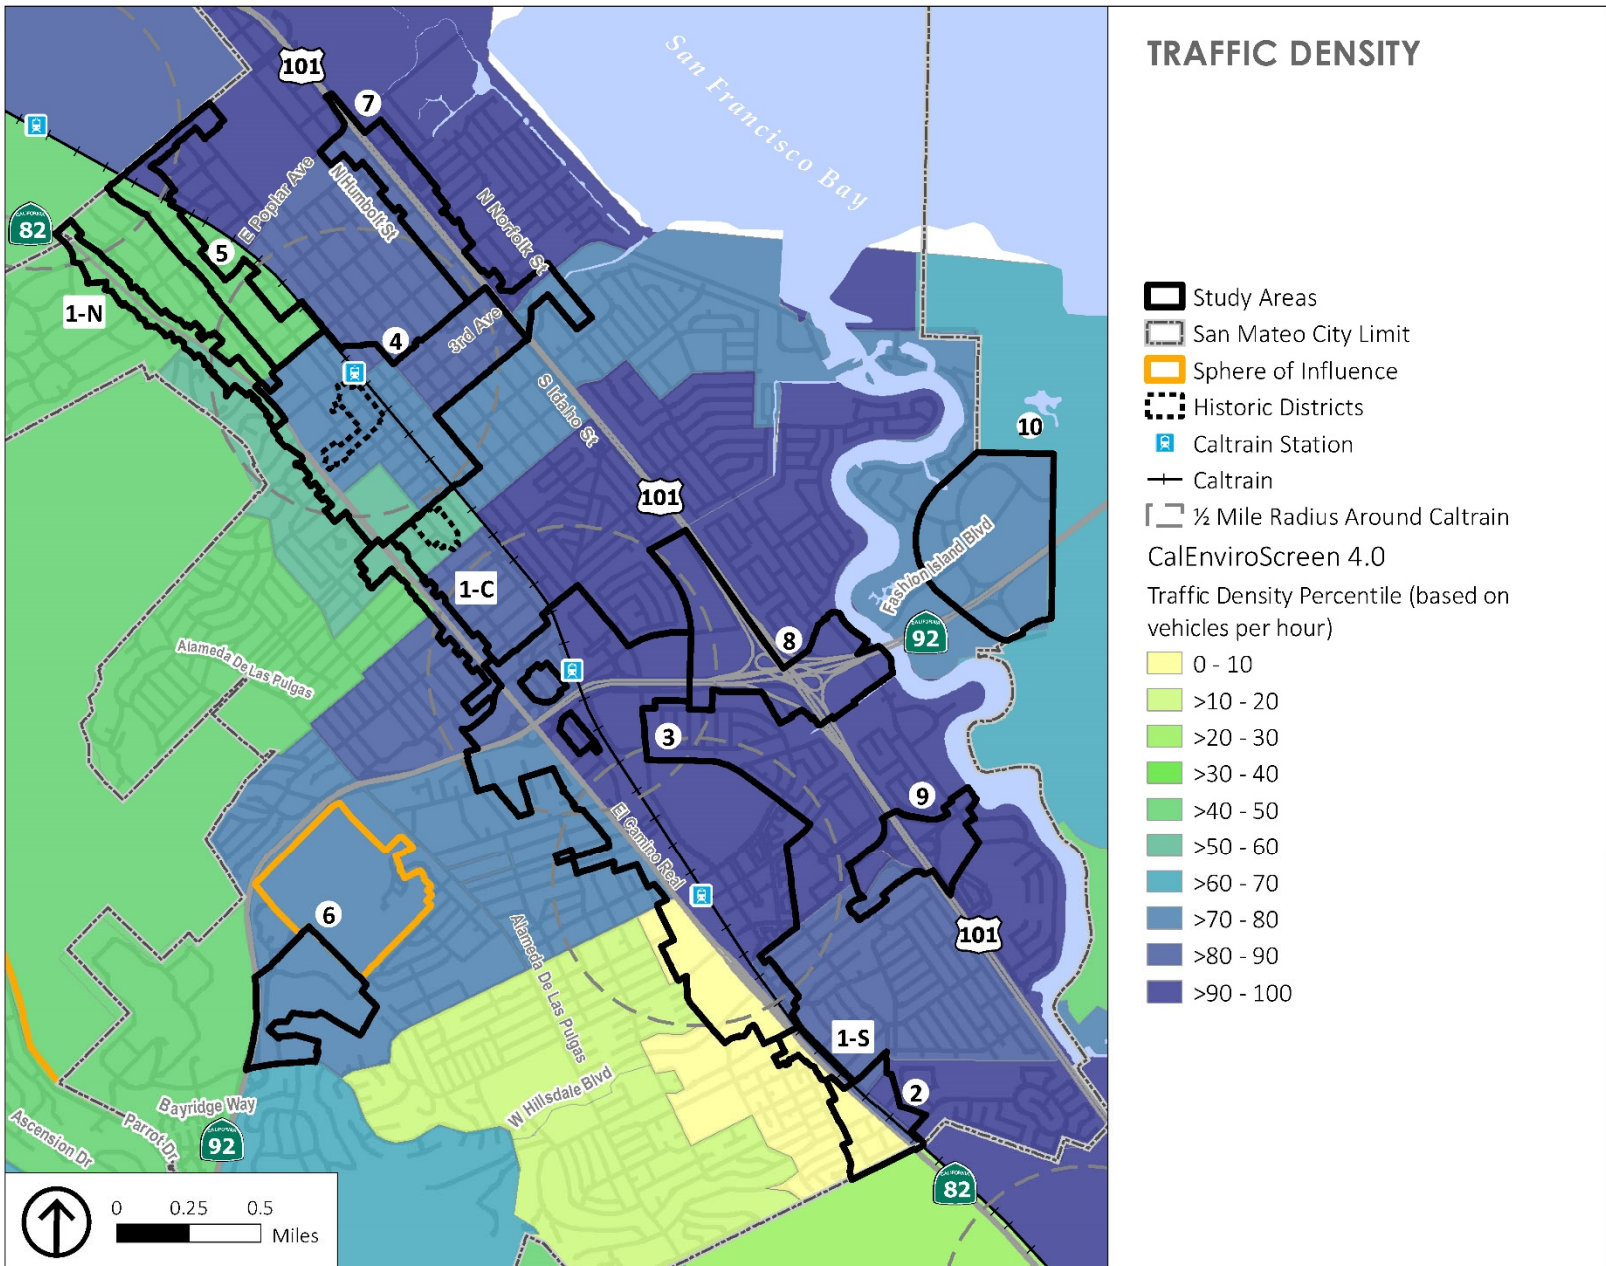 TRAFFIC DENSITY
Study Areas
San Mateo City Limit
Sphere of Influence
Historic Districts
Caltrain Station
Caltrain
½ Mile Radius Around Caltrain
CalEnviroScreen 4.0
Traffic Density Percentile (based on
vehicles per hour)
0 - 10
>10 - 20
>20 - 30
>30 - 40
>40 - 50
>50 - 60
>60 - 70
>70 - 80
>80 - 90
>90 - 100
San Francisco Bay
101
7
E Poplar Ave
N Humbolt St
N Norfolk St
CALIFORNIA
82
5
1-N
4
3rd Ave
S Idaho St
10
101
Fashion Island Blvd
1-C
CALIFORNIA
92
8
Alameda De Las Pulgas
3
9
El Camino Real
6
Alameda De Las Pulgas
101
1-S
2
W Hillsdale Blvd
Bayridge Way
Parrot Dr
Ascension Dr
CALIFORNIA
92
CALIFORNIA
82
0 0.25 0.5
Miles